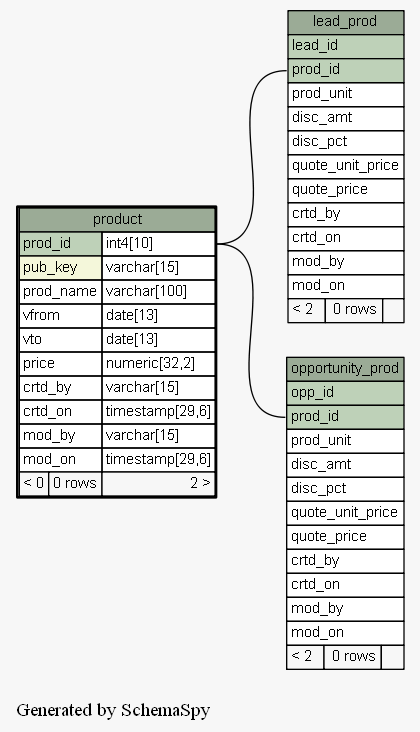 lead_prod
lead_id
prod_id
prod_unit
disc_amt
disc_pct
quote_unit_price
quote_price
crtd_by
crtd_on
mod_by
mod_on
< 2 0 rows
product
prod_id int4[10]
pub_key varchar[15]
prod_name varchar[100]
vfrom date[13]
vto date[13]
price numeric[32,2]
crtd_by varchar[15]
crtd_on timestamp[29,6]
mod_by varchar[15]
mod_on timestamp[29,6]
< 0 0 rows 2 >
opportunity_prod
opp_id
prod_id
prod_unit
disc_amt
disc_pct
quote_unit_price
quote_price
crtd_by
crtd_on
mod_by
mod_on
< 2 0 rows
Generated by SchemaSpy